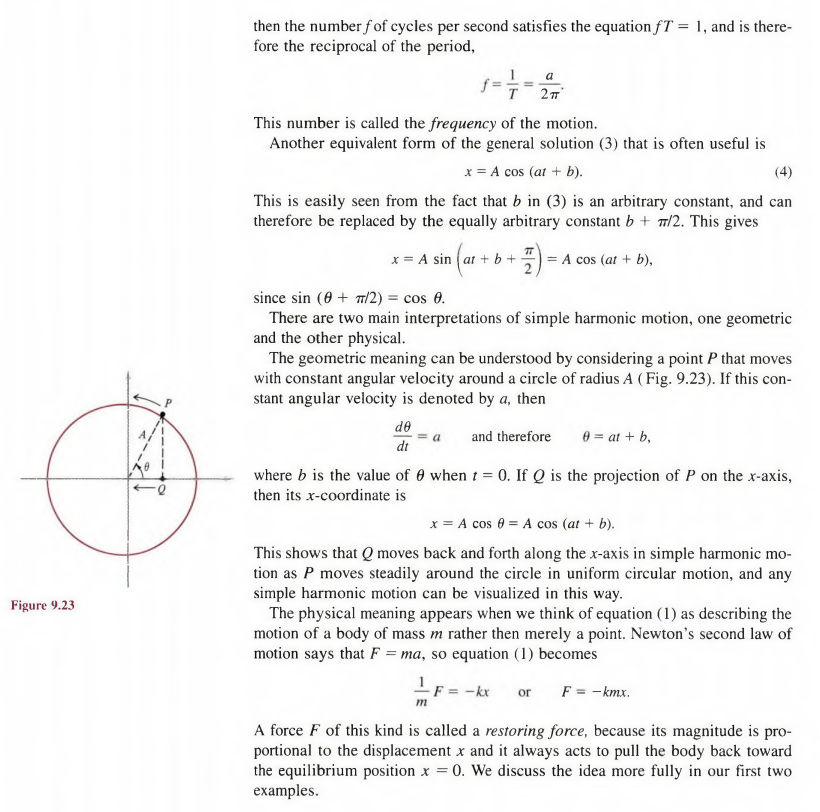 then the number f of cycles per second satisfies the equation fT = 1, and is there-
fore the reciprocal of the period,
f = 1/T = a/2π.
This number is called the frequency of the motion.
Another equivalent form of the general solution (3) that is often useful is
x = A cos (at + b). (4)
This is easily seen from the fact that b in (3) is an arbitrary constant, and can
therefore be replaced by the equally arbitrary constant b + π/2. This gives
x = A sin (at + b + π/2) = A cos (at + b),
since sin (θ + π/2) = cos θ.
There are two main interpretations of simple harmonic motion, one geometric
and the other physical.
The geometric meaning can be understood by considering a point P that moves
with constant angular velocity around a circle of radius A (Fig. 9.23). If this con-
stant angular velocity is denoted by a, then
dθ/dt = a and therefore θ = at + b,
where b is the value of θ when t = 0. If Q is the projection of P on the x-axis,
then its x-coordinate is
x = A cos θ = A cos (at + b).
This shows that Q moves back and forth along the x-axis in simple harmonic mo-
tion as P moves steadily around the circle in uniform circular motion, and any
simple harmonic motion can be visualized in this way.
The physical meaning appears when we think of equation (1) as describing the
motion of a body of mass m rather then merely a point. Newton's second law of
motion says that F = ma, so equation (1) becomes
1/m F = −kx or F = −kmx.
A force F of this kind is called a restoring force, because its magnitude is pro-
portional to the displacement x and it always acts to pull the body back toward
the equilibrium position x = 0. We discuss the idea more fully in our first two
examples.
P
A
θ
Q
Figure 9.23